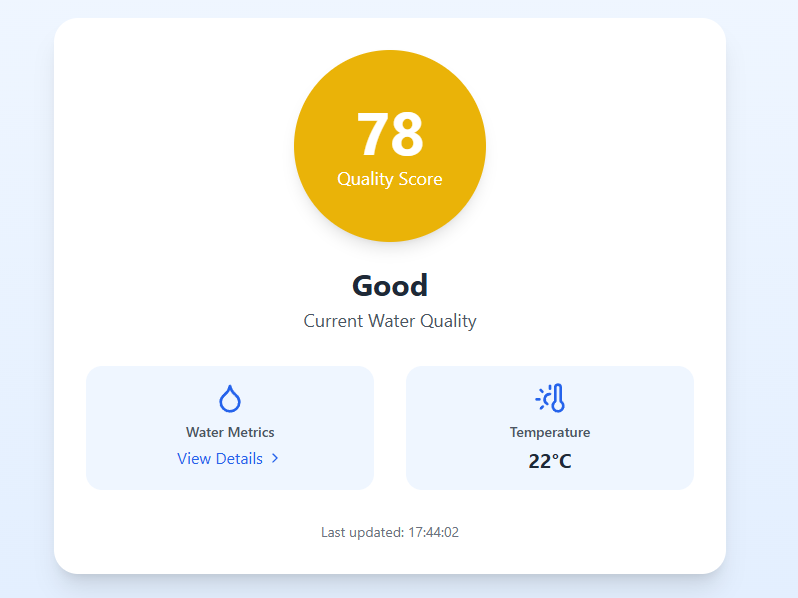 78
Quality Score
Good
Current Water Quality
Water Metrics
View Details
Temperature
22°C
Last updated: 17:44:02